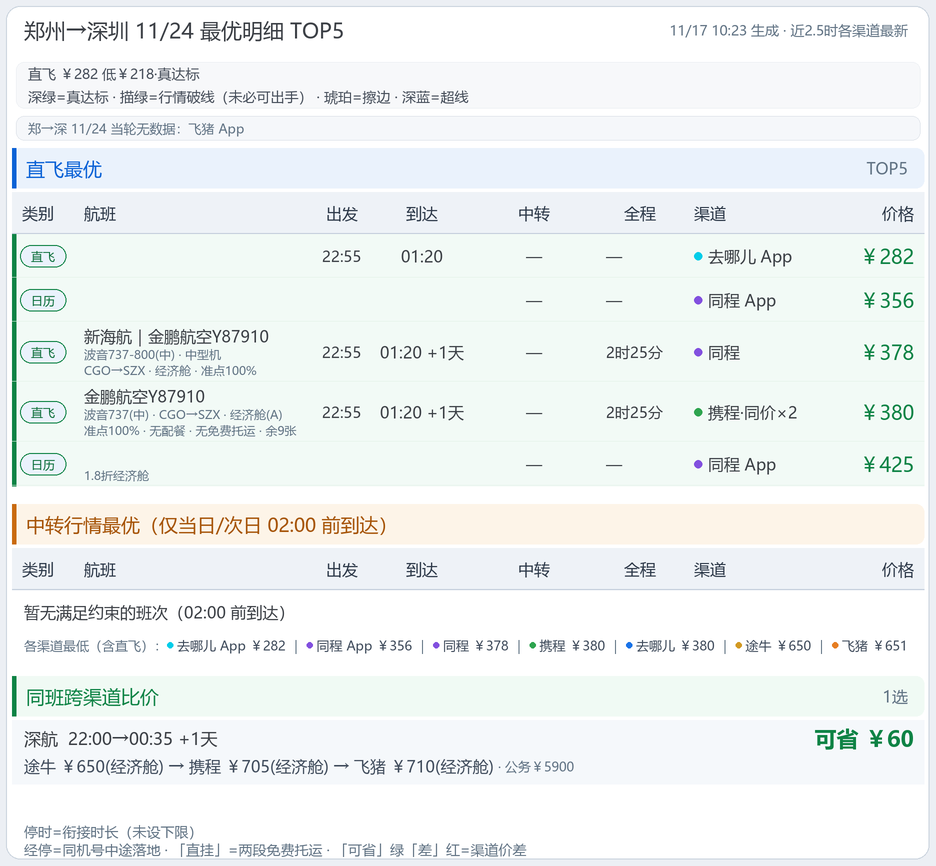 郑州→深圳 11/24 最优明细 TOP5
11/17 10:23 生成 · 近2.5时各渠道最新
直飞 ¥282 低¥218·真达标
深绿=真达标 · 描绿=行情破线（未必可出手） · 琥珀=擦边 · 深蓝=超线
郑→深 11/24 当轮无数据：飞猪 App
直飞最优 TOP5
类别 航班 出发 到达 中转 全程 渠道 价格
直飞 22:55 01:20 — — 去哪儿 App ¥282
日历 — — 同程 App ¥356
新海航｜金鹏航空Y87910
直飞 波音737-800(中) · 中型机 22:55 01:20 +1天 — 2时25分 同程 ¥378
CGO→SZX · 经济舱 · 准点100%
金鹏航空Y87910
直飞 波音737(中) · CGO→SZX · 经济舱(A) 22:55 01:20 +1天 — 2时25分 携程·同价×2 ¥380
准点100% · 无配餐 · 无免费托运 · 余9张
日历 — — 同程 App ¥425
1.8折经济舱
中转行情最优（仅当日/次日 02:00 前到达）
类别 航班 出发 到达 中转 全程 渠道 价格
暂无满足约束的班次（02:00 前到达）
各渠道最低（含直飞）: 去哪儿 App ¥282 | 同程 App ¥356 | 同程 ¥378 | 携程 ¥380 | 去哪儿 ¥380 | 途牛 ¥650 | 飞猪 ¥651
同班跨渠道比价 1选
深航 22:00→00:35 +1天 可省 ¥60
途牛 ¥650(经济舱) → 携程 ¥705(经济舱) → 飞猪 ¥710(经济舱) · 公务¥5900
停时=衔接时长（未设下限）
经停=同机号中途落地 · 「直挂」=两段免费托运 · 「可省」绿「差」红=渠道价差